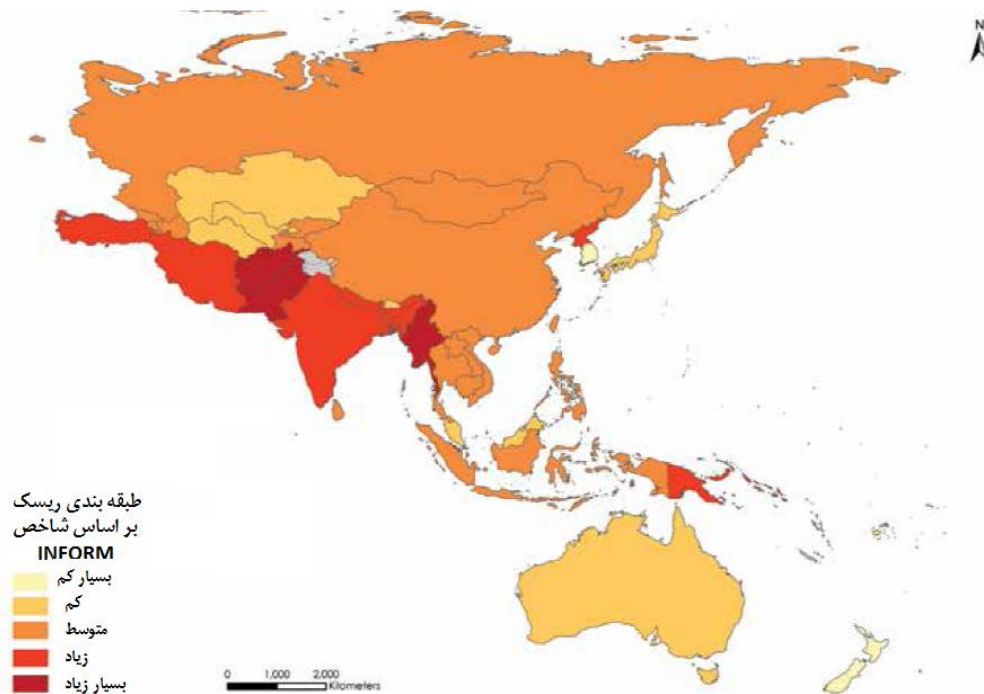 N
طبقه بندی ریسک
بر اساس شاخص
INFORM
بسیار کم
کم
متوسط
زیاد
بسیار زیاد
0 1,000 2,000
Kilometers